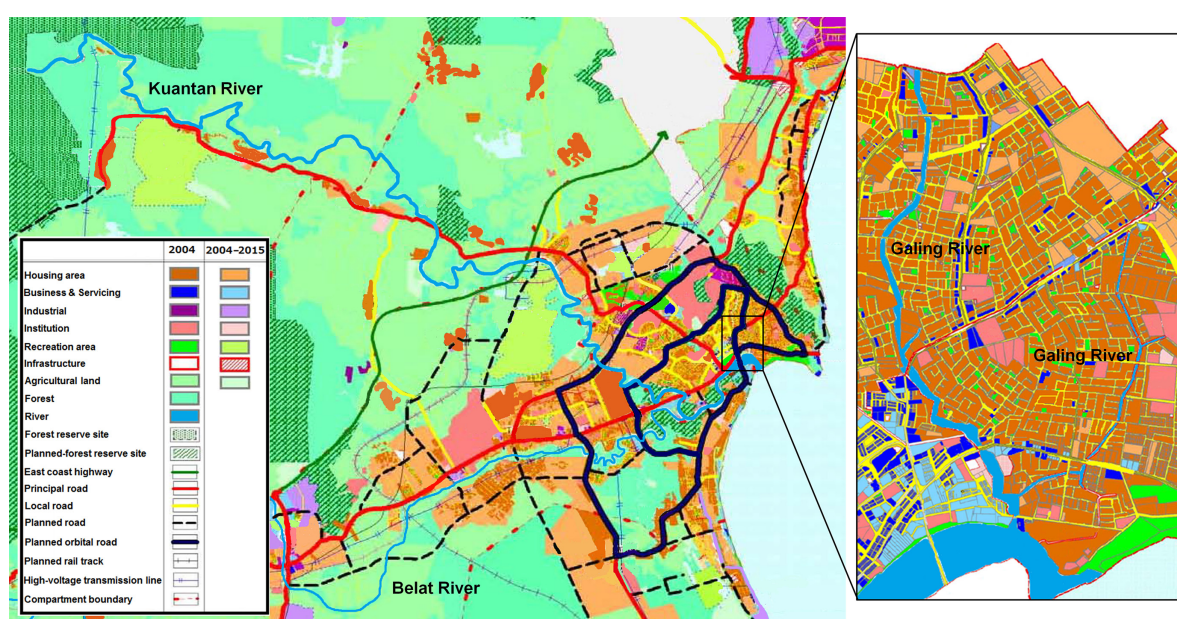 Kuantan River
Galing River
Galing River
Belat River
2004 2004–2015
Housing area
Business & Servicing
Industrial
Institution
Recreation area
Infrastructure
Agricultural land
Forest
River
Forest reserve site
Planned-forest reserve site
East coast highway
Principal road
Local road
Planned road
Planned orbital road
Planned rail track
High-voltage transmission line
Compartment boundary